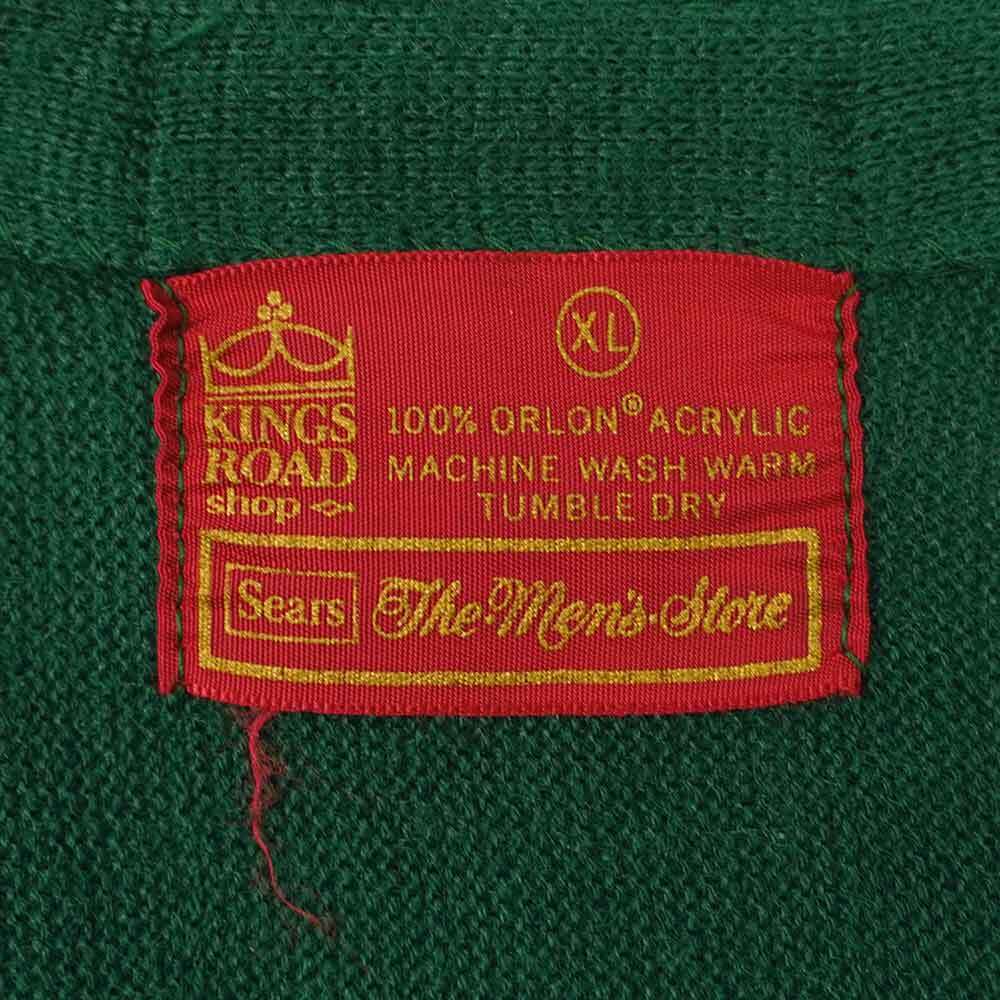 KINGS
ROAD
shop
XL
100% ORLON® ACRYLIC
MACHINE WASH WARM
TUMBLE DRY
Sears The Men's Store